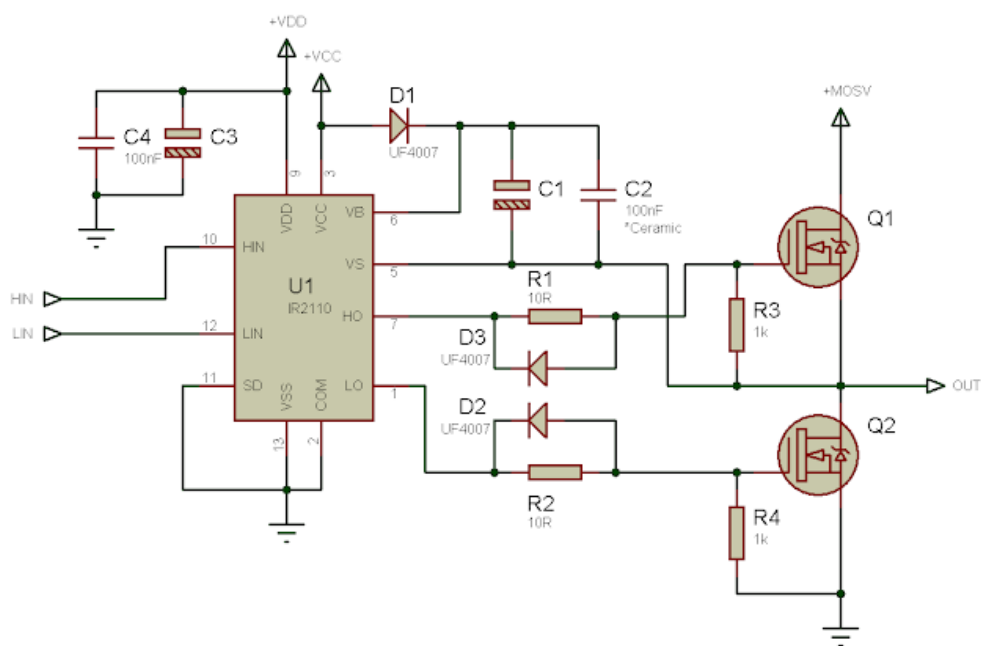 +VDD
+VCC
D1
UF4007
+MOSV
C4
100nF
C3
C1
C2
100nF
*Ceramic
9
3
VDD
VCC
VB
6
10
HIN
VS
5
Q1
U1
IR2110
R1
10R
HIN
HO
7
R3
1k
LIN
12
LIN
D3
UF4007
11
SD
VSS
COM
LO
1
OUT
D2
UF4007
Q2
13
2
R2
10R
R4
1k